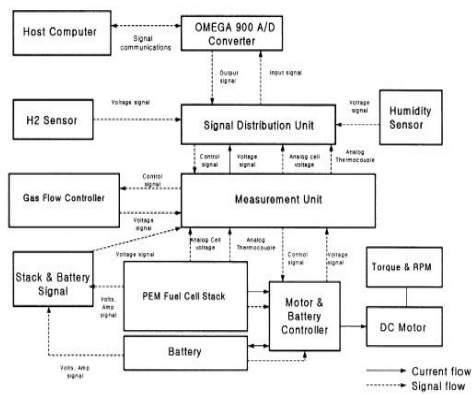 Host Computer
Signal
communications
OMEGA 900 A/D
Converter
Output
signal
Input signal
H2 Sensor
Voltage signal
Signal Distribution Unit
Voltage
signal
Humidity
Sensor
Control
signal
Voltage
signal
Analog cell
voltage
Analog
Thermocouple
Gas Flow Controller
Control
signal
Voltage
signal
Measurement Unit
Voltage signal
Analog Cell
voltage
Analog
Thermocouple
Control
signal
Voltage
signal
Stack & Battery
Signal
Volts,
Amp
signal
PEM Fuel Cell Stack
Motor &
Battery
Controller
Torque & RPM
DC Motor
Battery
Volts, Amp
signal
Current flow
Signal flow